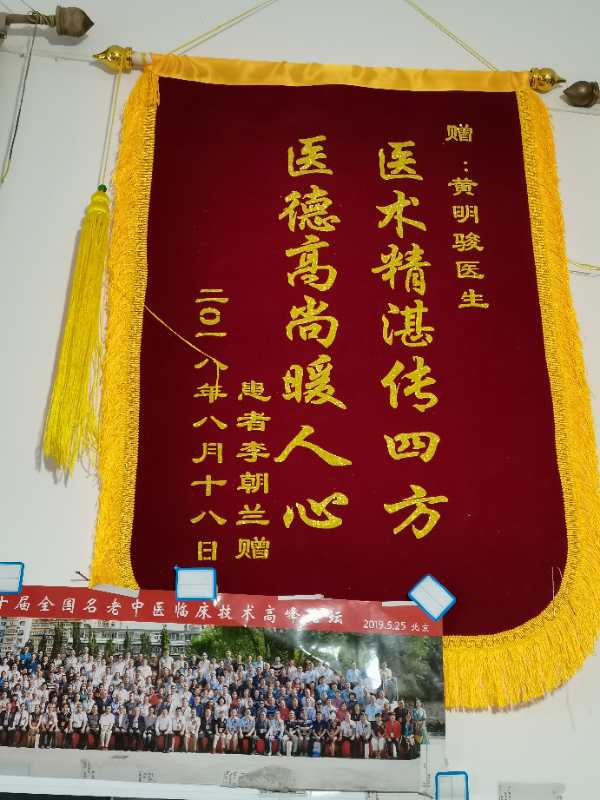 赠：黄明骏医生
医术精湛传四方
医德高尚暖人心
患者李朝兰赠
二〇一八年八月十八日
十届全国名老中医临床技术高峰论坛
2019.5.25 北京